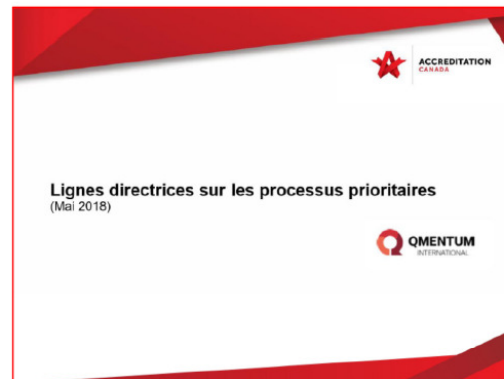 ACCREDITATION
CANADA
Lignes directrices sur les processus prioritaires
(Mai 2018)
QMENTUM
INTERNATIONAL